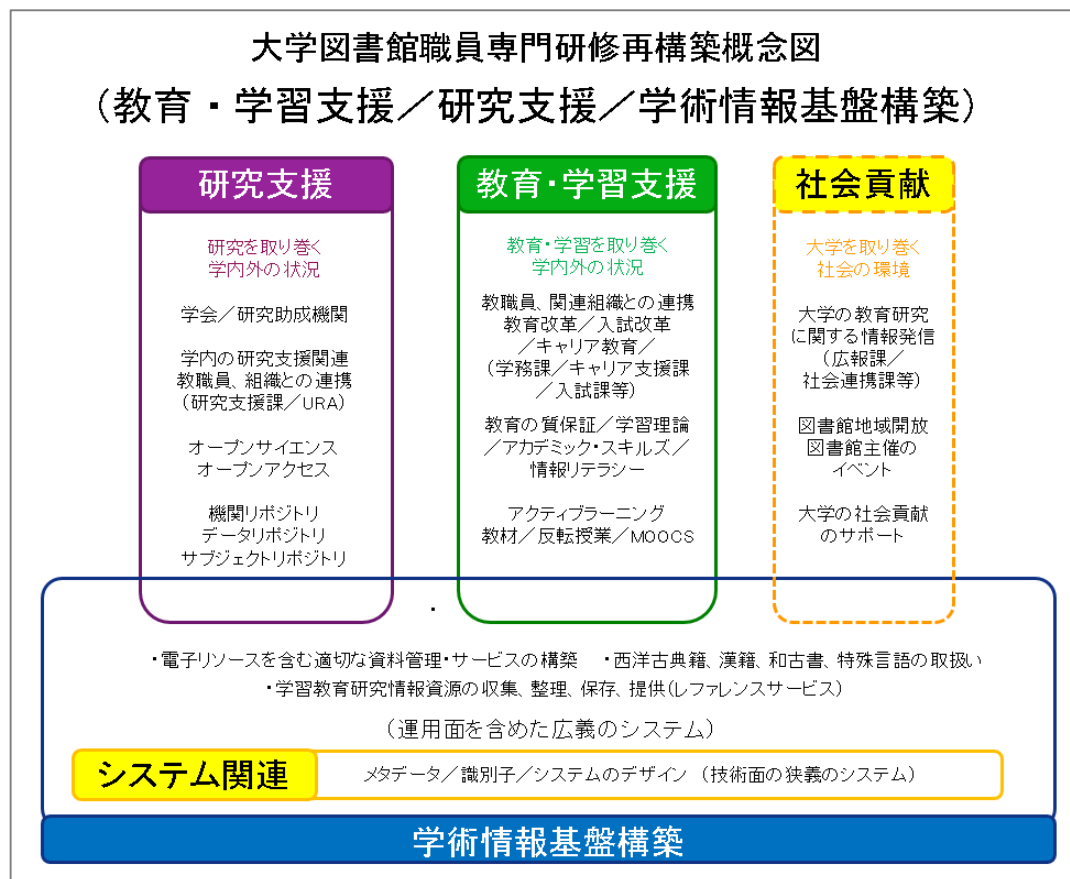 大学図書館職員専門研修再構築概念図
（教育・学習支援／研究支援／学術情報基盤構築）
研究支援
研究を取り巻く
学内外の状況
学会／研究助成機関
学内の研究支援関連
教職員、組織との連携
(研究支援課／URA)
オープンサイエンス
オープンアクセス
機関リポジトリ
データリポジトリ
サブジェクトリポジトリ
教育・学習支援
教育・学習を取り巻く
学内外の状況
教職員、関連組織との連携
教育改革／入試改革
／キャリア教育／
(学務課／キャリア支援課
／入試課等)
教育の質保証／学習理論
／アカデミック・スキルズ／
情報リテラシー
アクティブラーニング
教材／反転授業／MOOCS
社会貢献
大学を取り巻く
社会の環境
大学の教育研究
に関する情報発信
(広報課／
社会連携課等)
図書館地域開放
図書館主催の
イベント
大学の社会貢献
のサポート
・
・電子リソースを含む適切な資料管理・サービスの構築　・西洋古典籍、漢籍、和古書、特殊言語の取扱い
・学習教育研究情報資源の収集、整理、保存、提供(レファレンスサービス)
（運用面を含めた広義のシステム）
システム関連
メタデータ／識別子／システムのデザイン （技術面の狭義のシステム）
学術情報基盤構築